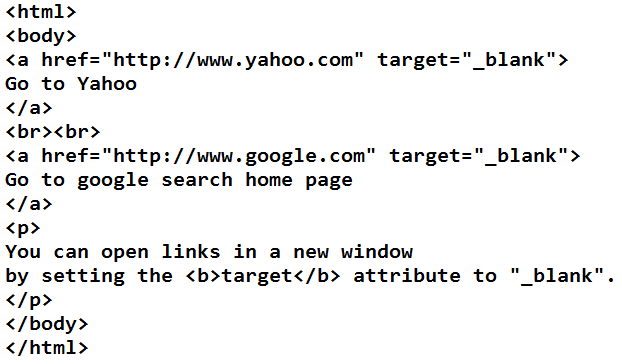 <html>
<body>
<a href="http://www.yahoo.com" target="_blank">
Go to Yahoo
</a>
<br><br>
<a href="http://www.google.com" target="_blank">
Go to google search home page
</a>
<p>
You can open links in a new window
by setting the <b>target</b> attribute to "_blank".
</p>
</body>
</html>